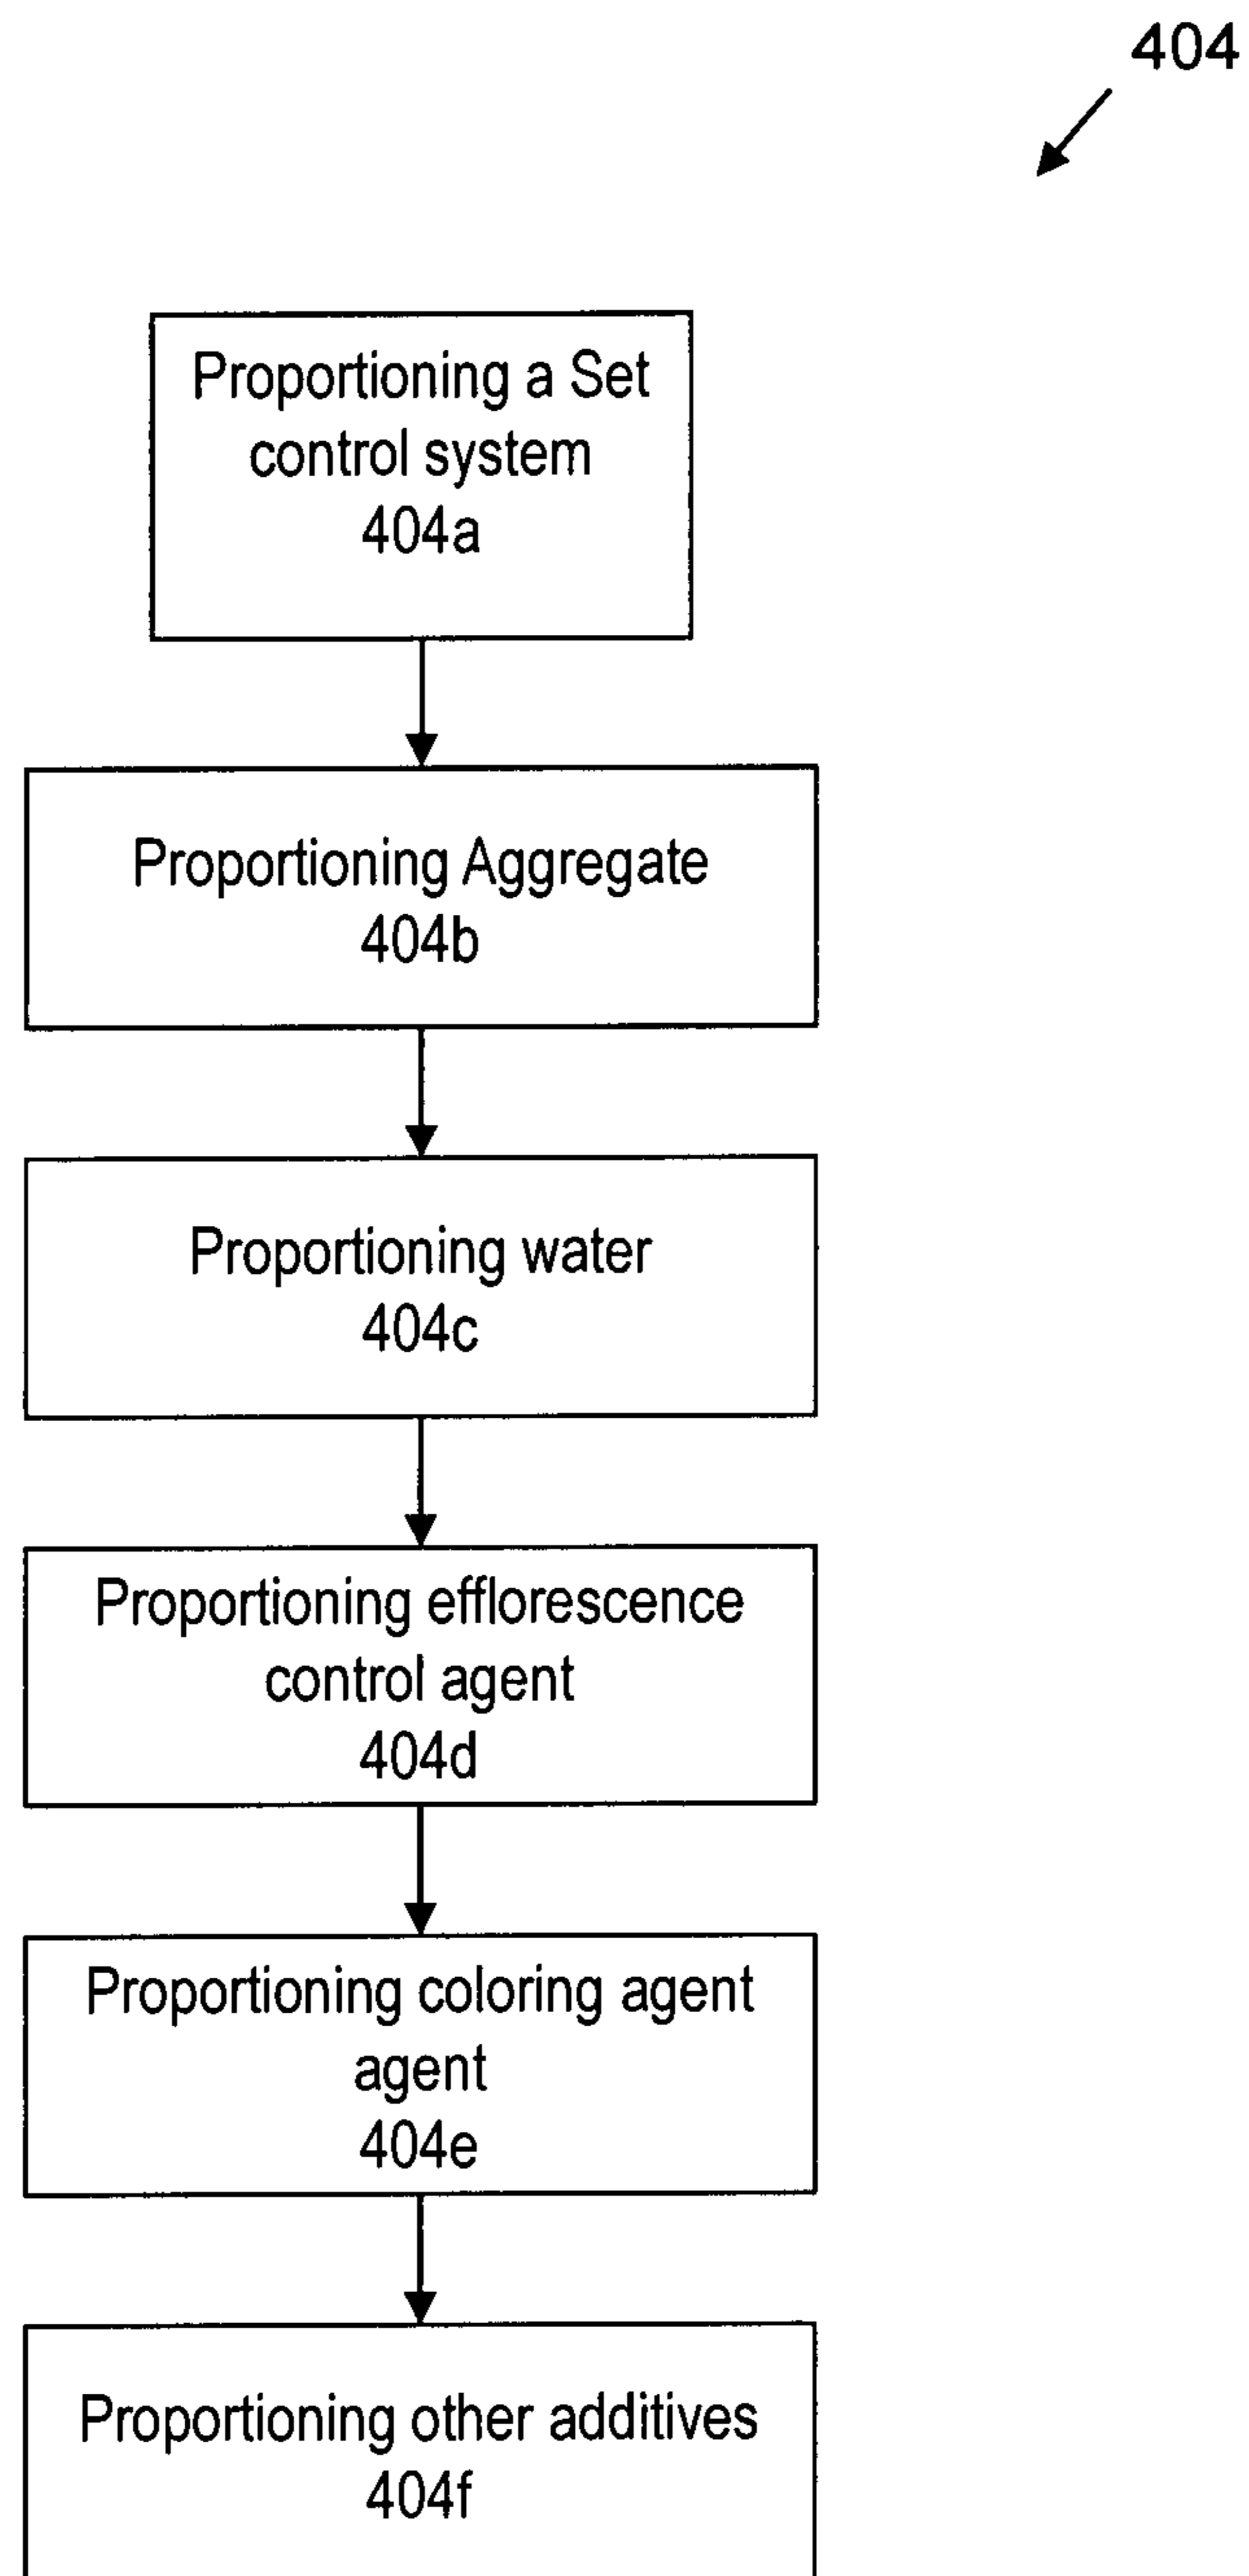 404
Proportioning a Set
control system
404a
Proportioning Aggregate
404b
Proportioning water
404c
Proportioning efflorescence
control agent
404d
Proportioning coloring agent
agent
404e
Proportioning other additives
404f